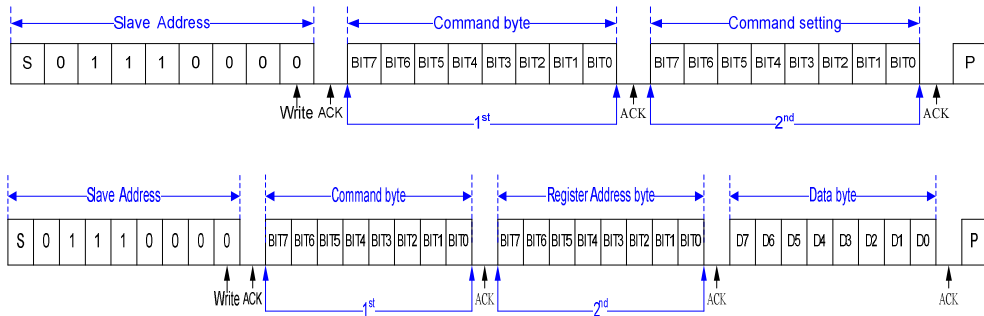 Slave Address Command byte Command setting
S 0 1 1 1 0 0 0 0 BIT7 BIT6 BIT5 BIT4 BIT3 BIT2 BIT1 BIT0 BIT7 BIT6 BIT5 BIT4 BIT3 BIT2 BIT1 BIT0 P
Write ACK ACK ACK
1st 2nd
Slave Address Command byte Register Address byte Data byte
S 0 1 1 1 0 0 0 0 BIT7 BIT6 BIT5 BIT4 BIT3 BIT2 BIT1 BIT0 BIT7 BIT6 BIT5 BIT4 BIT3 BIT2 BIT1 BIT0 D7 D6 D5 D4 D3 D2 D1 D0 P
Write ACK ACK ACK ACK
1st 2nd